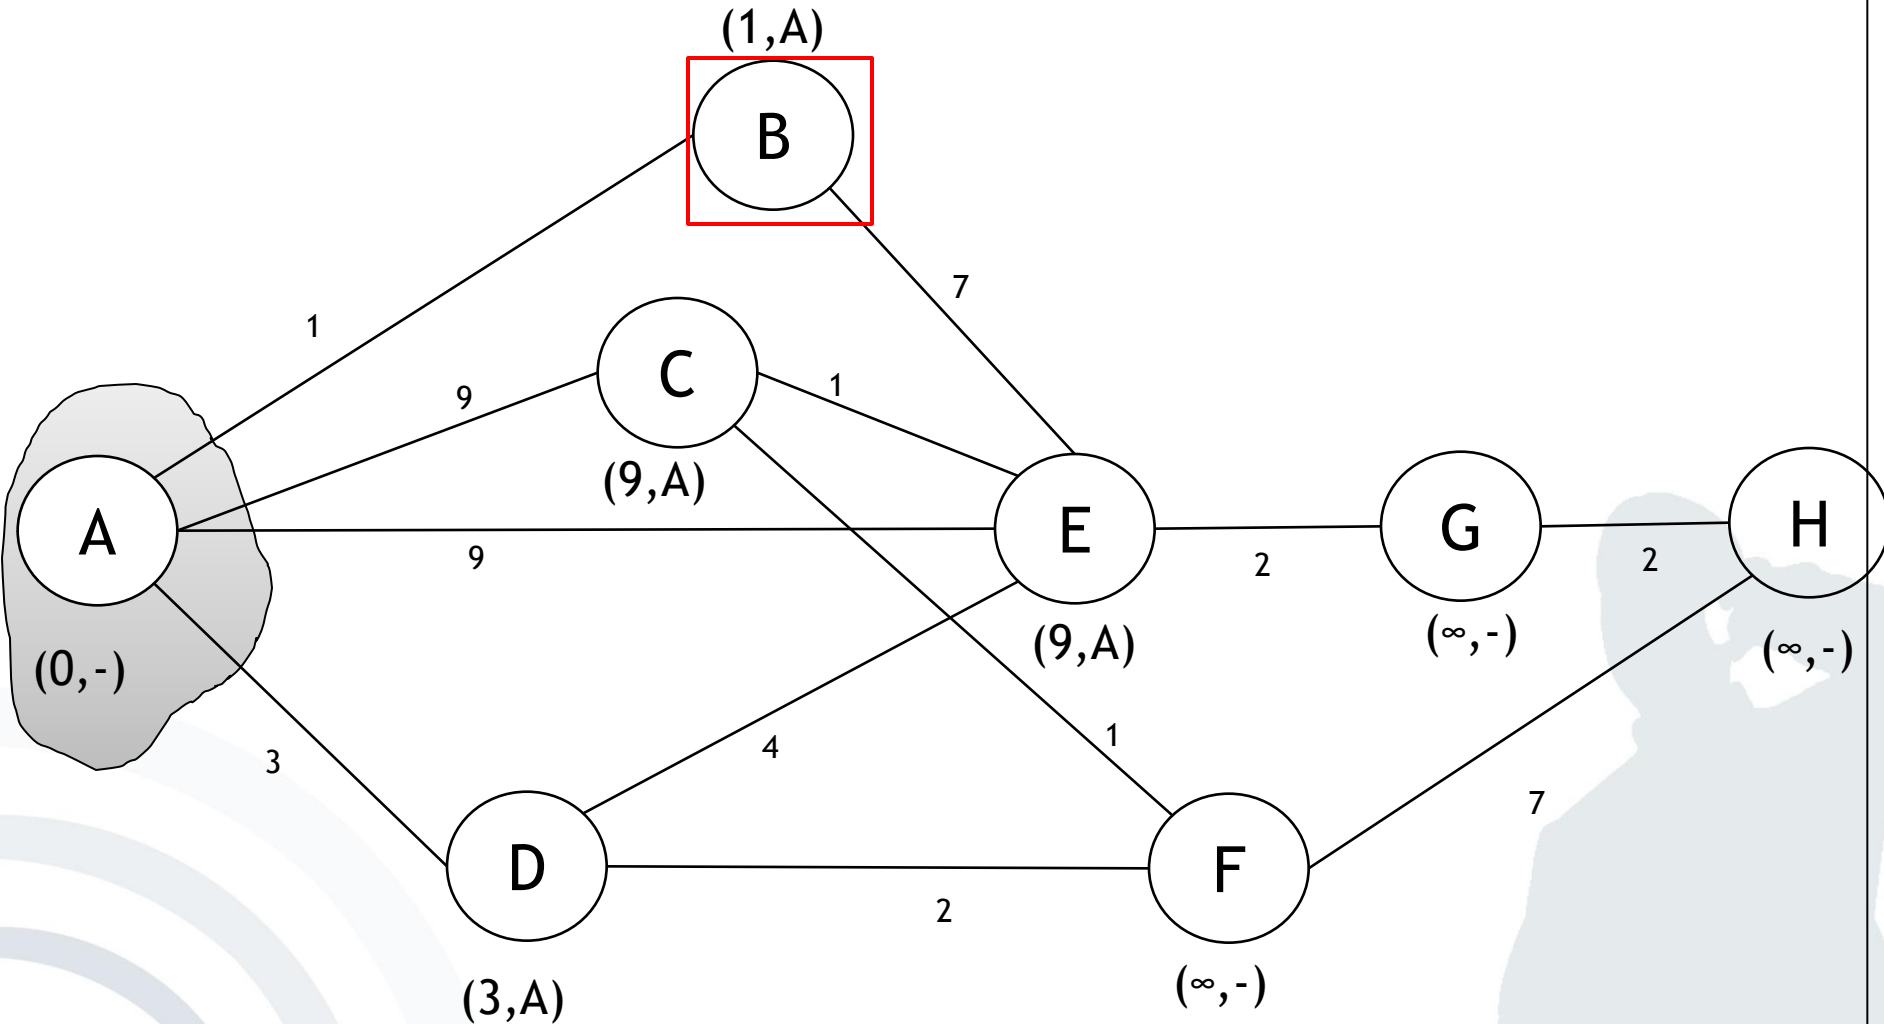 (1,A)
B
7
1
C
1
9
(9,A)
A
E
G
H
9
2
2
(0,-)
(9,A)
(∞,-)
(∞,-)
3
4
1
7
D
F
2
(3,A)
(∞,-)